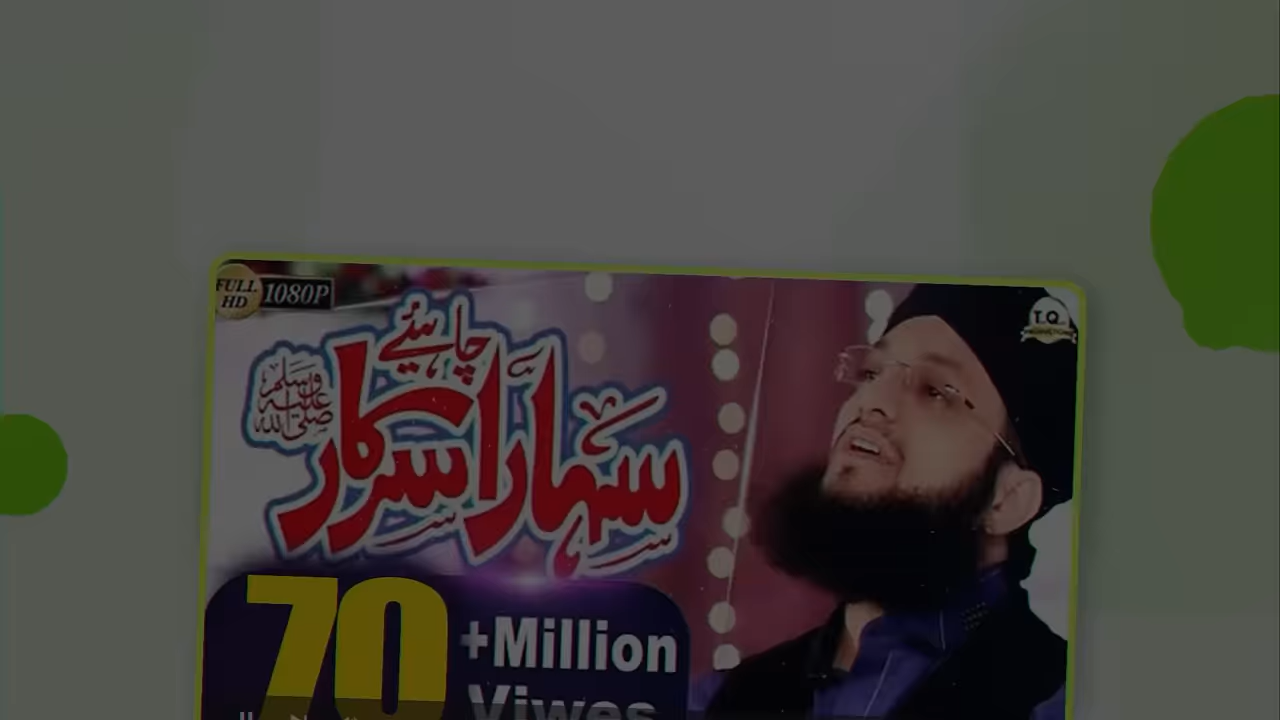 FULL
HD
1080P
T.Q.
چاہیئے
سہارا سرکار
صلی اللہ
علیہ
وسلم
70
+Million
Viwes